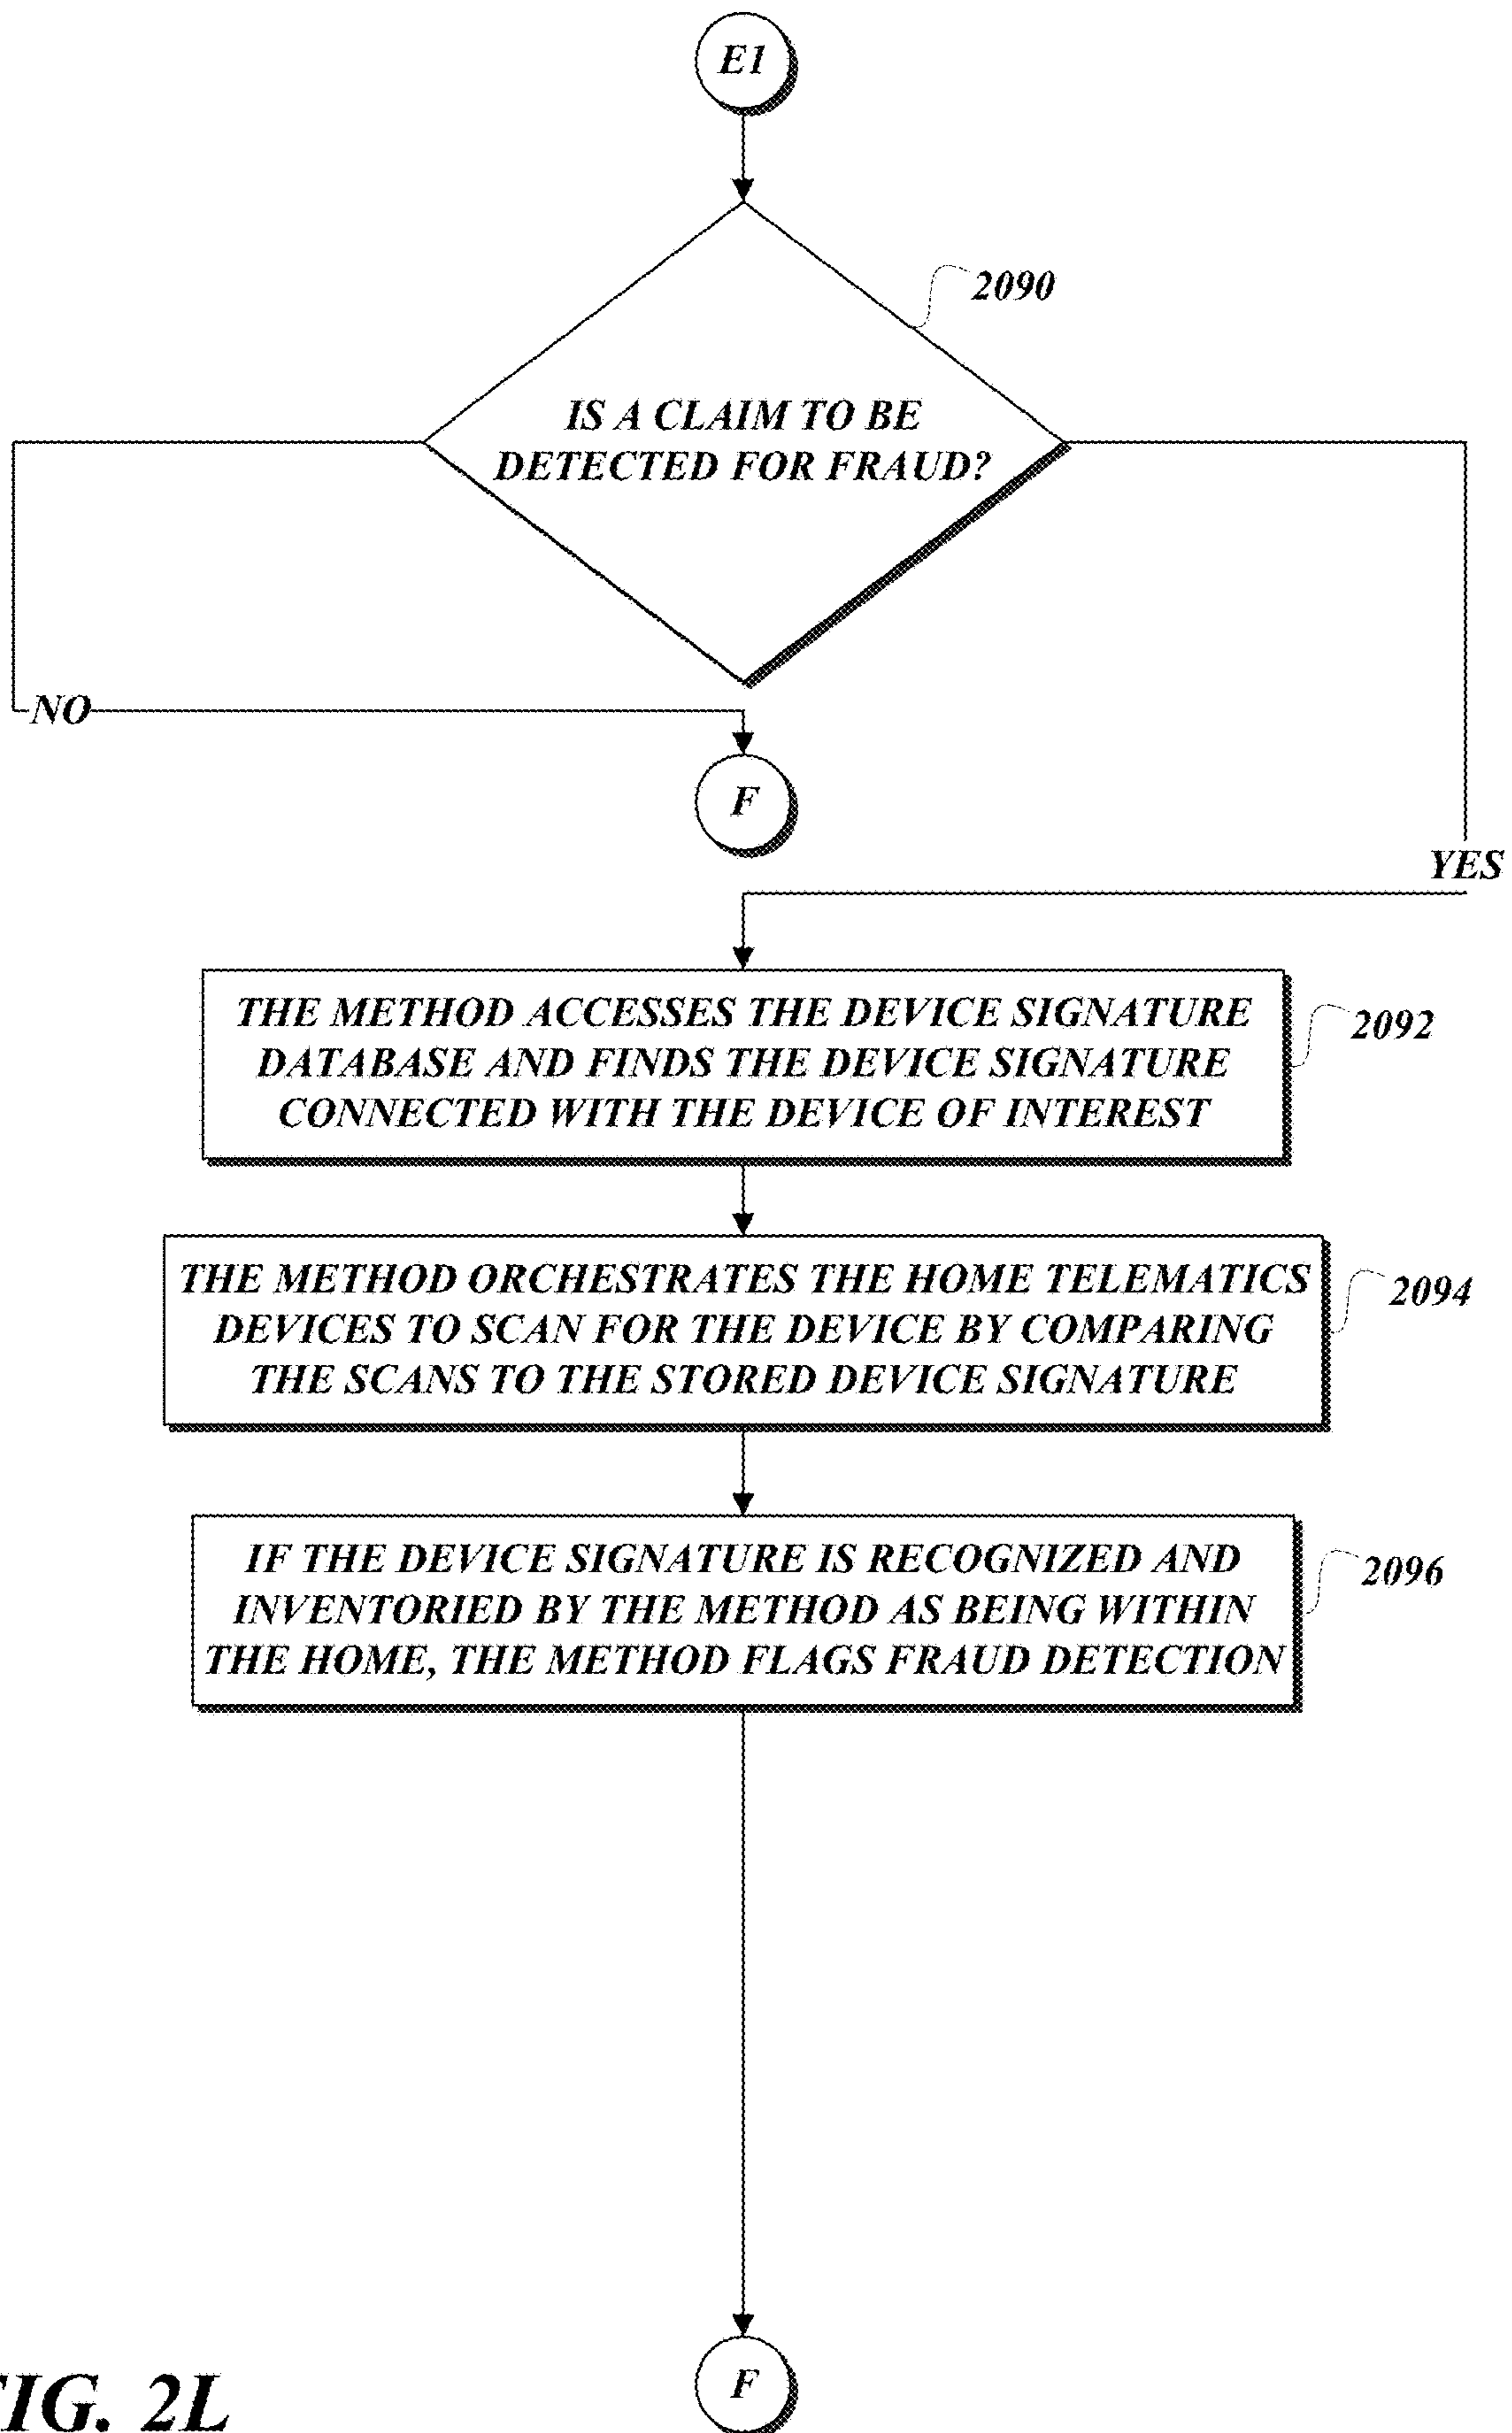 E1
2090
IS A CLAIM TO BE
DETECTED FOR FRAUD?
NO
F
YES
THE METHOD ACCESSES THE DEVICE SIGNATURE
DATABASE AND FINDS THE DEVICE SIGNATURE
CONNECTED WITH THE DEVICE OF INTEREST
2092
THE METHOD ORCHESTRATES THE HOME TELEMATICS
DEVICES TO SCAN FOR THE DEVICE BY COMPARING
THE SCANS TO THE STORED DEVICE SIGNATURE
2094
IF THE DEVICE SIGNATURE IS RECOGNIZED AND
INVENTORIED BY THE METHOD AS BEING WITHIN
THE HOME, THE METHOD FLAGS FRAUD DETECTION
2096
F
FIG. 2L